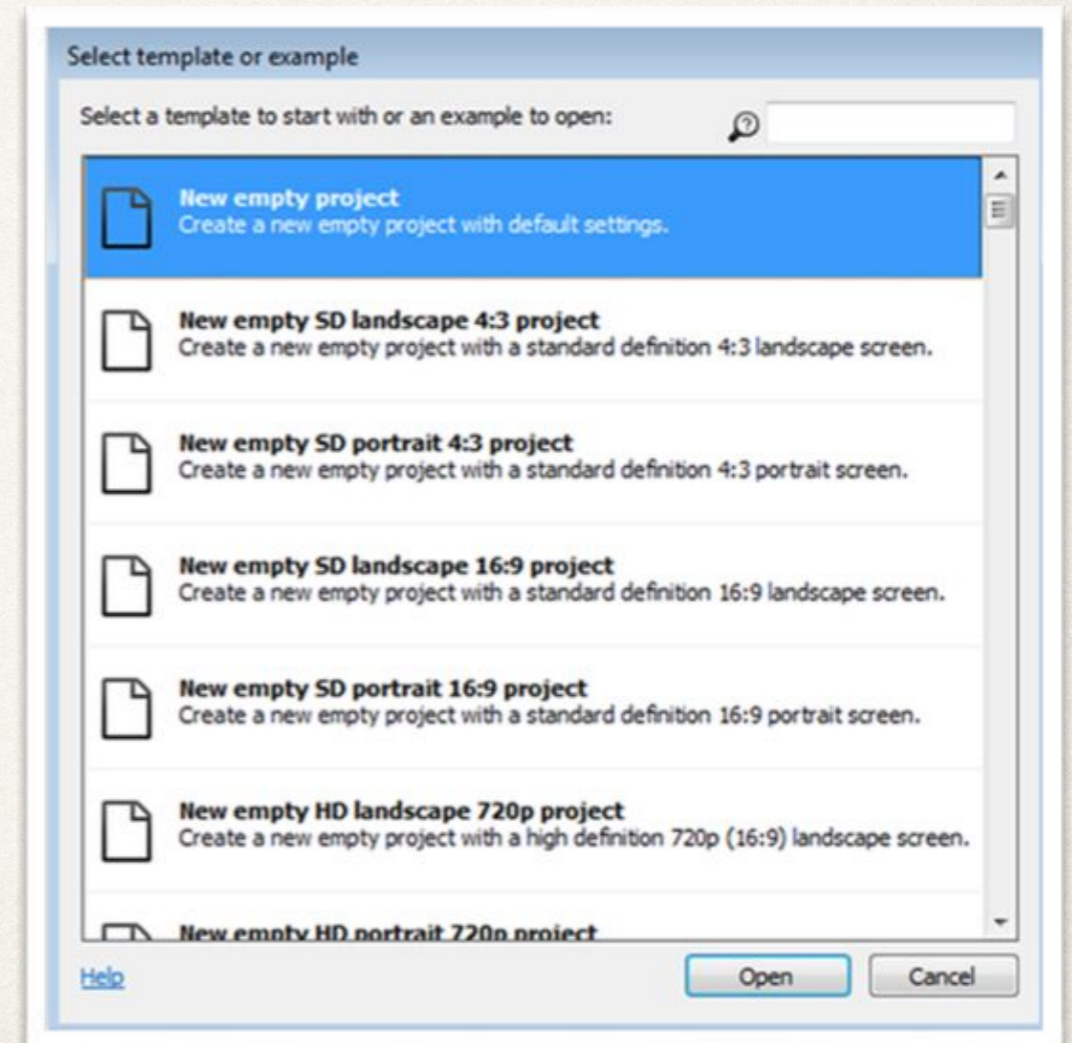 Select template or example
Select a template to start with or an example to open:
New empty project
Create a new empty project with default settings.
New empty SD landscape 4:3 project
Create a new empty project with a standard definition 4:3 landscape screen.
New empty SD portrait 4:3 project
Create a new empty project with a standard definition 4:3 portrait screen.
New empty SD landscape 16:9 project
Create a new empty project with a standard definition 16:9 landscape screen.
New empty SD portrait 16:9 project
Create a new empty project with a standard definition 16:9 portrait screen.
New empty HD landscape 720p project
Create a new empty project with a high definition 720p (16:9) landscape screen.
New empty HD portrait 720p project
Help
Open
Cancel